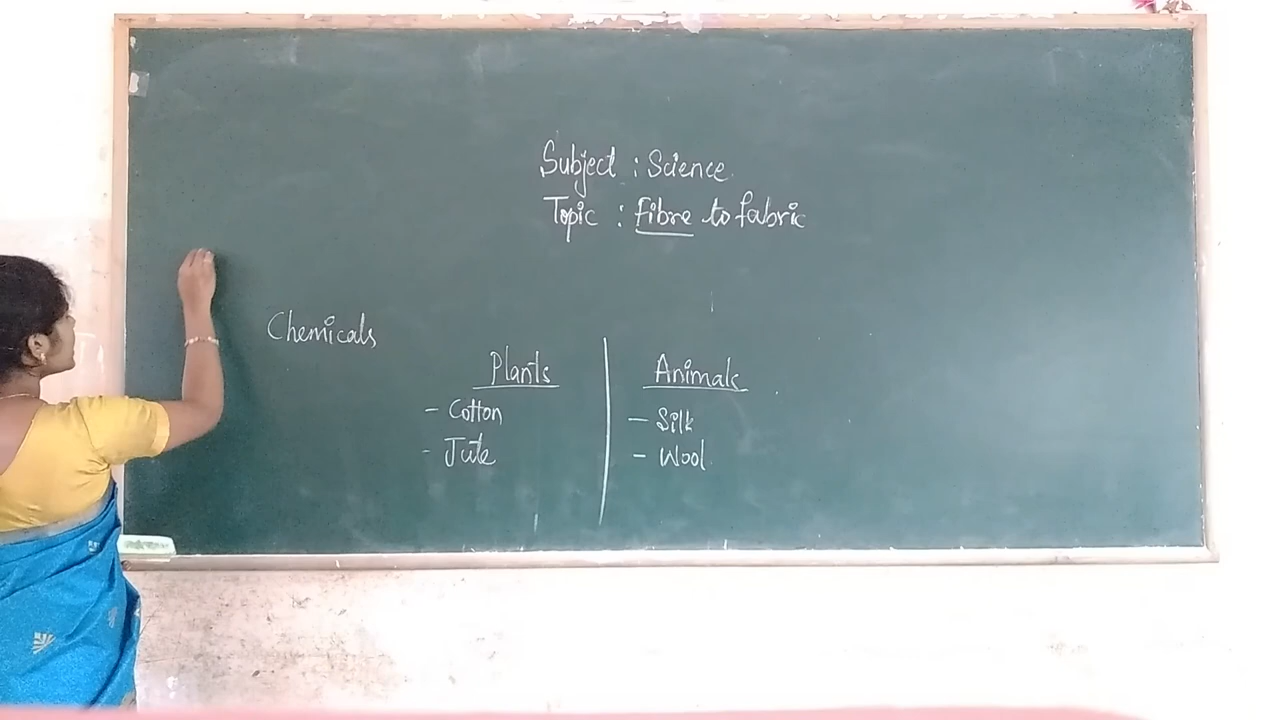 Subject : Science
Topic : fibre to fabric
Chemicals
Plants
- Cotton
- Jute
Animals
- Silk
- Wool